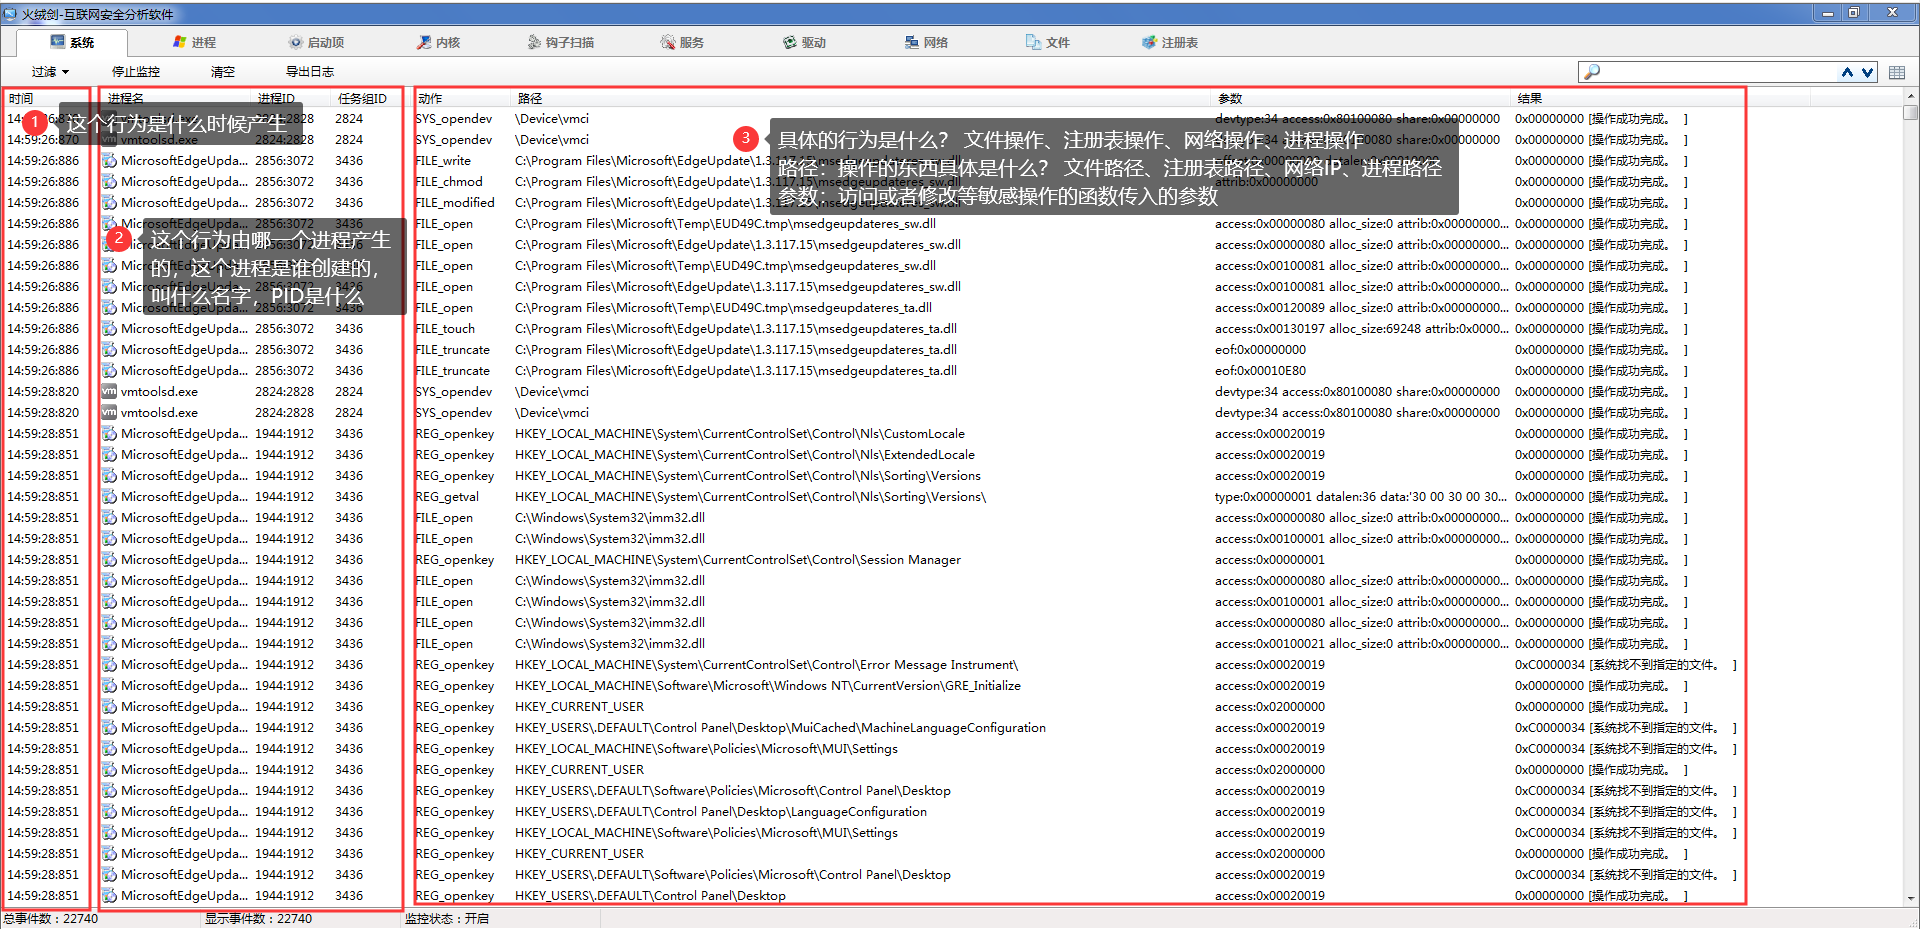 火绒剑-互联网安全分析软件
系统 进程 启动项 内核 钩子扫描 服务 驱动 网络 文件 注册表
过滤 停止监控 清空 导出日志
时间 进程名 进程ID 任务组ID 动作 路径 参数 结果
1 这个行为是什么时候产生
2 这个行为由哪一个进程产生
的，这个进程是谁创建的，
叫什么名字，PID是什么
3 具体的行为是什么？ 文件操作、注册表操作、网络操作、进程操作
路径：操作的东西具体是什么？ 文件路径、注册表路径、网络IP、进程路径
参数：访问或者修改等敏感操作的函数传入的参数
2828 2824 SYS_opendev \Device\vmci devtype:34 access:0x80100080 share:0x00000000 0x00000000 [操作成功完成。 ]
14:59:26:870 vmtoolsd.exe 2824:2828 2824 SYS_opendev \Device\vmci 0x00000000 [操作成功完成。 ]
14:59:26:886 MicrosoftEdgeUpda... 2856:3072 3436 FILE_write C:\Program Files\Microsoft\EdgeUpdate\1.3.117.15\msedgeupdateres_sw.dll 0x00000000 [操作成功完成。 ]
14:59:26:886 MicrosoftEdgeUpda... 2856:3072 3436 FILE_chmod C:\Program Files\Microsoft\EdgeUpdate\1.3.117.15\msedgeupdateres_sw.dll attrib:0x00000000 0x00000000 [操作成功完成。 ]
14:59:26:886 MicrosoftEdgeUpda... 2856:3072 3436 FILE_modified C:\Program Files\Microsoft\EdgeUpdate\1.3.117.15\msedgeupdateres_sw.dll 0x00000000 [操作成功完成。 ]
14:59:26:886 3436 FILE_open C:\Program Files\Microsoft\Temp\EUD49C.tmp\msedgeupdateres_sw.dll access:0x00000080 alloc_size:0 attrib:0x00000000... 0x00000000 [操作成功完成。 ]
14:59:26:886 3436 FILE_open C:\Program Files\Microsoft\EdgeUpdate\1.3.117.15\msedgeupdateres_sw.dll access:0x00000080 alloc_size:0 attrib:0x00000000... 0x00000000 [操作成功完成。 ]
14:59:26:886 3436 FILE_open C:\Program Files\Microsoft\Temp\EUD49C.tmp\msedgeupdateres_sw.dll access:0x00100081 alloc_size:0 attrib:0x00000000... 0x00000000 [操作成功完成。 ]
14:59:26:886 3436 FILE_open C:\Program Files\Microsoft\EdgeUpdate\1.3.117.15\msedgeupdateres_sw.dll access:0x00100081 alloc_size:0 attrib:0x00000000... 0x00000000 [操作成功完成。 ]
14:59:26:886 MicrosoftEdgeUpda... 2856:3072 3436 FILE_open C:\Program Files\Microsoft\Temp\EUD49C.tmp\msedgeupdateres_ta.dll access:0x00120089 alloc_size:0 attrib:0x00000000... 0x00000000 [操作成功完成。 ]
14:59:26:886 MicrosoftEdgeUpda... 2856:3072 3436 FILE_touch C:\Program Files\Microsoft\EdgeUpdate\1.3.117.15\msedgeupdateres_ta.dll access:0x00130197 alloc_size:69248 attrib:0x0000... 0x00000000 [操作成功完成。 ]
14:59:26:886 MicrosoftEdgeUpda... 2856:3072 3436 FILE_truncate C:\Program Files\Microsoft\EdgeUpdate\1.3.117.15\msedgeupdateres_ta.dll eof:0x00000000 0x00000000 [操作成功完成。 ]
14:59:26:886 MicrosoftEdgeUpda... 2856:3072 3436 FILE_truncate C:\Program Files\Microsoft\EdgeUpdate\1.3.117.15\msedgeupdateres_ta.dll eof:0x00010E80 0x00000000 [操作成功完成。 ]
14:59:28:820 vm vmtoolsd.exe 2824:2828 2824 SYS_opendev \Device\vmci devtype:34 access:0x80100080 share:0x00000000 0x00000000 [操作成功完成。 ]
14:59:28:820 vm vmtoolsd.exe 2824:2828 2824 SYS_opendev \Device\vmci devtype:34 access:0x80100080 share:0x00000000 0x00000000 [操作成功完成。 ]
14:59:28:851 MicrosoftEdgeUpda... 1944:1912 3436 REG_openkey HKEY_LOCAL_MACHINE\System\CurrentControlSet\Control\Nls\CustomLocale access:0x00020019 0x00000000 [操作成功完成。 ]
14:59:28:851 MicrosoftEdgeUpda... 1944:1912 3436 REG_openkey HKEY_LOCAL_MACHINE\System\CurrentControlSet\Control\Nls\ExtendedLocale access:0x00020019 0x00000000 [操作成功完成。 ]
14:59:28:851 MicrosoftEdgeUpda... 1944:1912 3436 REG_openkey HKEY_LOCAL_MACHINE\System\CurrentControlSet\Control\Nls\Sorting\Versions access:0x00020019 0x00000000 [操作成功完成。 ]
14:59:28:851 MicrosoftEdgeUpda... 1944:1912 3436 REG_getval HKEY_LOCAL_MACHINE\System\CurrentControlSet\Control\Nls\Sorting\Versions\ type:0x00000001 datalen:36 data:'30 00 30 00 30... 0x00000000 [操作成功完成。 ]
14:59:28:851 MicrosoftEdgeUpda... 1944:1912 3436 FILE_open C:\Windows\System32\imm32.dll access:0x00000080 alloc_size:0 attrib:0x00000000... 0x00000000 [操作成功完成。 ]
14:59:28:851 MicrosoftEdgeUpda... 1944:1912 3436 FILE_open C:\Windows\System32\imm32.dll access:0x00100001 alloc_size:0 attrib:0x00000000... 0x00000000 [操作成功完成。 ]
14:59:28:851 MicrosoftEdgeUpda... 1944:1912 3436 REG_openkey HKEY_LOCAL_MACHINE\System\CurrentControlSet\Control\Session Manager access:0x00000001 0x00000000 [操作成功完成。 ]
14:59:28:851 MicrosoftEdgeUpda... 1944:1912 3436 FILE_open C:\Windows\System32\imm32.dll access:0x00000080 alloc_size:0 attrib:0x00000000... 0x00000000 [操作成功完成。 ]
14:59:28:851 MicrosoftEdgeUpda... 1944:1912 3436 FILE_open C:\Windows\System32\imm32.dll access:0x00100001 alloc_size:0 attrib:0x00000000... 0x00000000 [操作成功完成。 ]
14:59:28:851 MicrosoftEdgeUpda... 1944:1912 3436 FILE_open C:\Windows\System32\imm32.dll access:0x00000080 alloc_size:0 attrib:0x00000000... 0x00000000 [操作成功完成。 ]
14:59:28:851 MicrosoftEdgeUpda... 1944:1912 3436 FILE_open C:\Windows\System32\imm32.dll access:0x00100021 alloc_size:0 attrib:0x00000000... 0x00000000 [操作成功完成。 ]
14:59:28:851 MicrosoftEdgeUpda... 1944:1912 3436 REG_openkey HKEY_LOCAL_MACHINE\System\CurrentControlSet\Control\Error Message Instrument\ access:0x00020019 0xC0000034 [系统找不到指定的文件。 ]
14:59:28:851 MicrosoftEdgeUpda... 1944:1912 3436 REG_openkey HKEY_LOCAL_MACHINE\Software\Microsoft\Windows NT\CurrentVersion\GRE_Initialize access:0x00020019 0x00000000 [操作成功完成。 ]
14:59:28:851 MicrosoftEdgeUpda... 1944:1912 3436 REG_openkey HKEY_CURRENT_USER access:0x02000000 0x00000000 [操作成功完成。 ]
14:59:28:851 MicrosoftEdgeUpda... 1944:1912 3436 REG_openkey HKEY_USERS\.DEFAULT\Control Panel\Desktop\MuiCached\MachineLanguageConfiguration access:0x00020019 0xC0000034 [系统找不到指定的文件。 ]
14:59:28:851 MicrosoftEdgeUpda... 1944:1912 3436 REG_openkey HKEY_LOCAL_MACHINE\Software\Policies\Microsoft\MUI\Settings access:0x00020019 0xC0000034 [系统找不到指定的文件。 ]
14:59:28:851 MicrosoftEdgeUpda... 1944:1912 3436 REG_openkey HKEY_CURRENT_USER access:0x02000000 0x00000000 [操作成功完成。 ]
14:59:28:851 MicrosoftEdgeUpda... 1944:1912 3436 REG_openkey HKEY_USERS\.DEFAULT\Software\Policies\Microsoft\Control Panel\Desktop access:0x00020019 0xC0000034 [系统找不到指定的文件。 ]
14:59:28:851 MicrosoftEdgeUpda... 1944:1912 3436 REG_openkey HKEY_USERS\.DEFAULT\Control Panel\Desktop\LanguageConfiguration access:0x00020019 0xC0000034 [系统找不到指定的文件。 ]
14:59:28:851 MicrosoftEdgeUpda... 1944:1912 3436 REG_openkey HKEY_LOCAL_MACHINE\Software\Policies\Microsoft\MUI\Settings access:0x00020019 0xC0000034 [系统找不到指定的文件。 ]
14:59:28:851 MicrosoftEdgeUpda... 1944:1912 3436 REG_openkey HKEY_CURRENT_USER access:0x02000000 0x00000000 [操作成功完成。 ]
14:59:28:851 MicrosoftEdgeUpda... 1944:1912 3436 REG_openkey HKEY_USERS\.DEFAULT\Software\Policies\Microsoft\Control Panel\Desktop access:0x00020019 0xC0000034 [系统找不到指定的文件。 ]
14:59:28:851 MicrosoftEdgeUpda... 1944:1912 3436 REG_openkey HKEY_USERS\.DEFAULT\Control Panel\Desktop access:0x00020019 0x00000000 [操作成功完成。 ]
总事件数：22740 显示事件数：22740 监控状态：开启